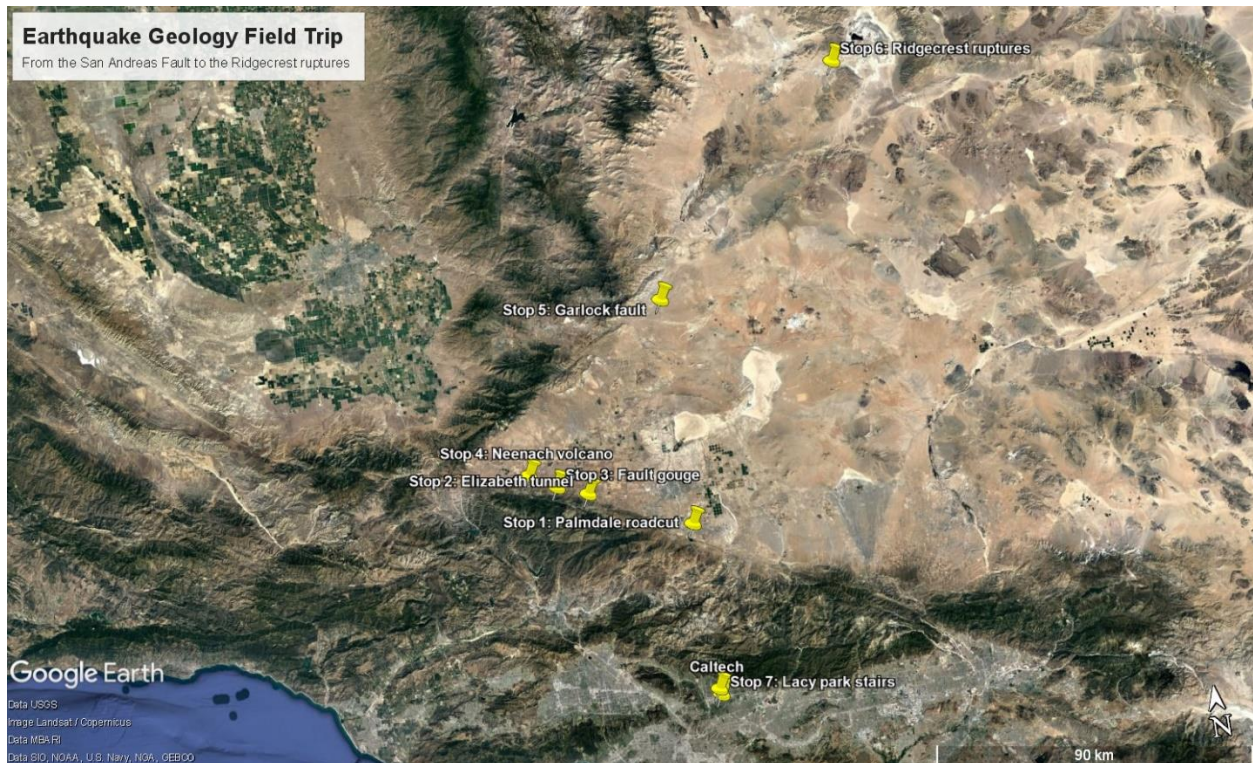 Earthquake Geology Field Trip
From the San Andreas Fault to the Ridgecrest ruptures
Stop 6: Ridgecrest ruptures
Stop 5: Garlock fault
Stop 4: Neenach volcano
Stop 3: Fault gouge
Stop 2: Elizabeth tunnel
Stop 1: Palmdale roadcut
Caltech
Stop 7: Lacy park stairs
Google Earth
Data USGS
Image Landsat / Copernicus
Data MBARI
Data SIO, NOAA, U.S. Navy, NGA, GEBCO
N
90 km